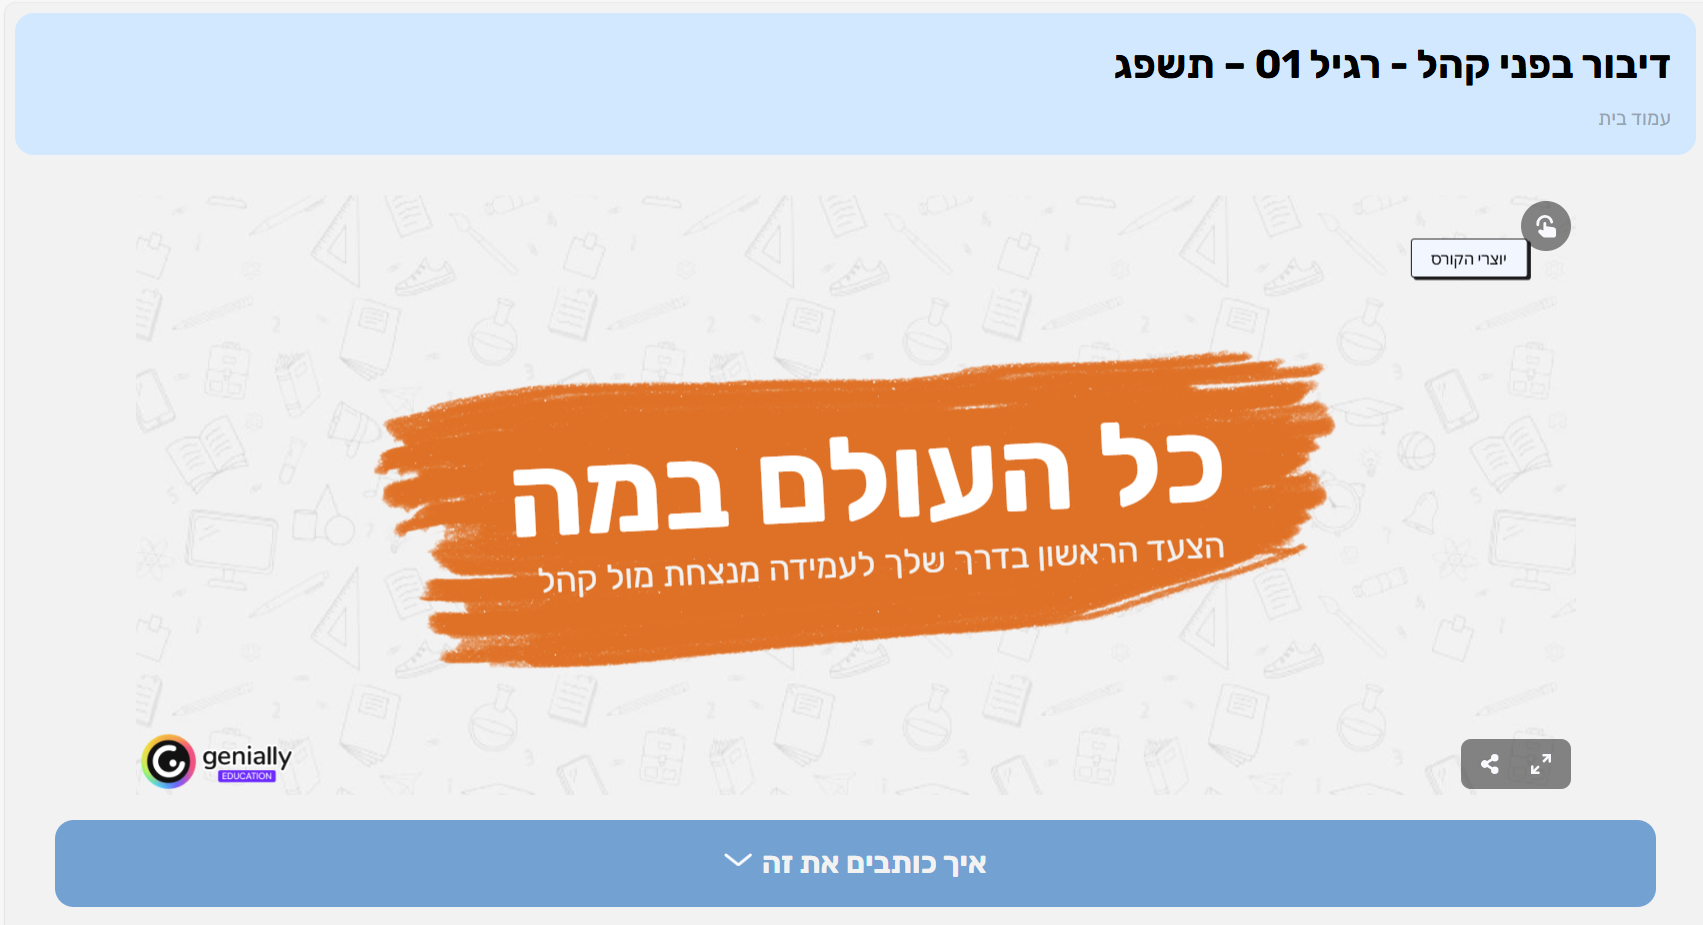 דיבור בפני קהל - רגיל 01 – תשפג
עמוד בית
יוצרי הקורס
כל העולם במה
הצעד הראשון בדרך שלך לעמידה מנצחת מול קהל
genially
EDUCATION
איך כותבים את זה